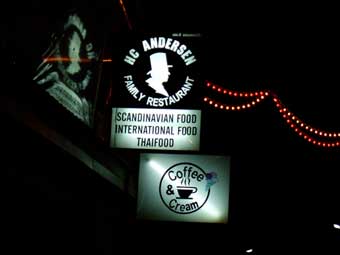 HC ANDERSEN
FAMILY RESTAURANT
SCANDINAVIAN FOOD
INTERNATIONAL FOOD
THAIFOOD
Coffee
&
Cream